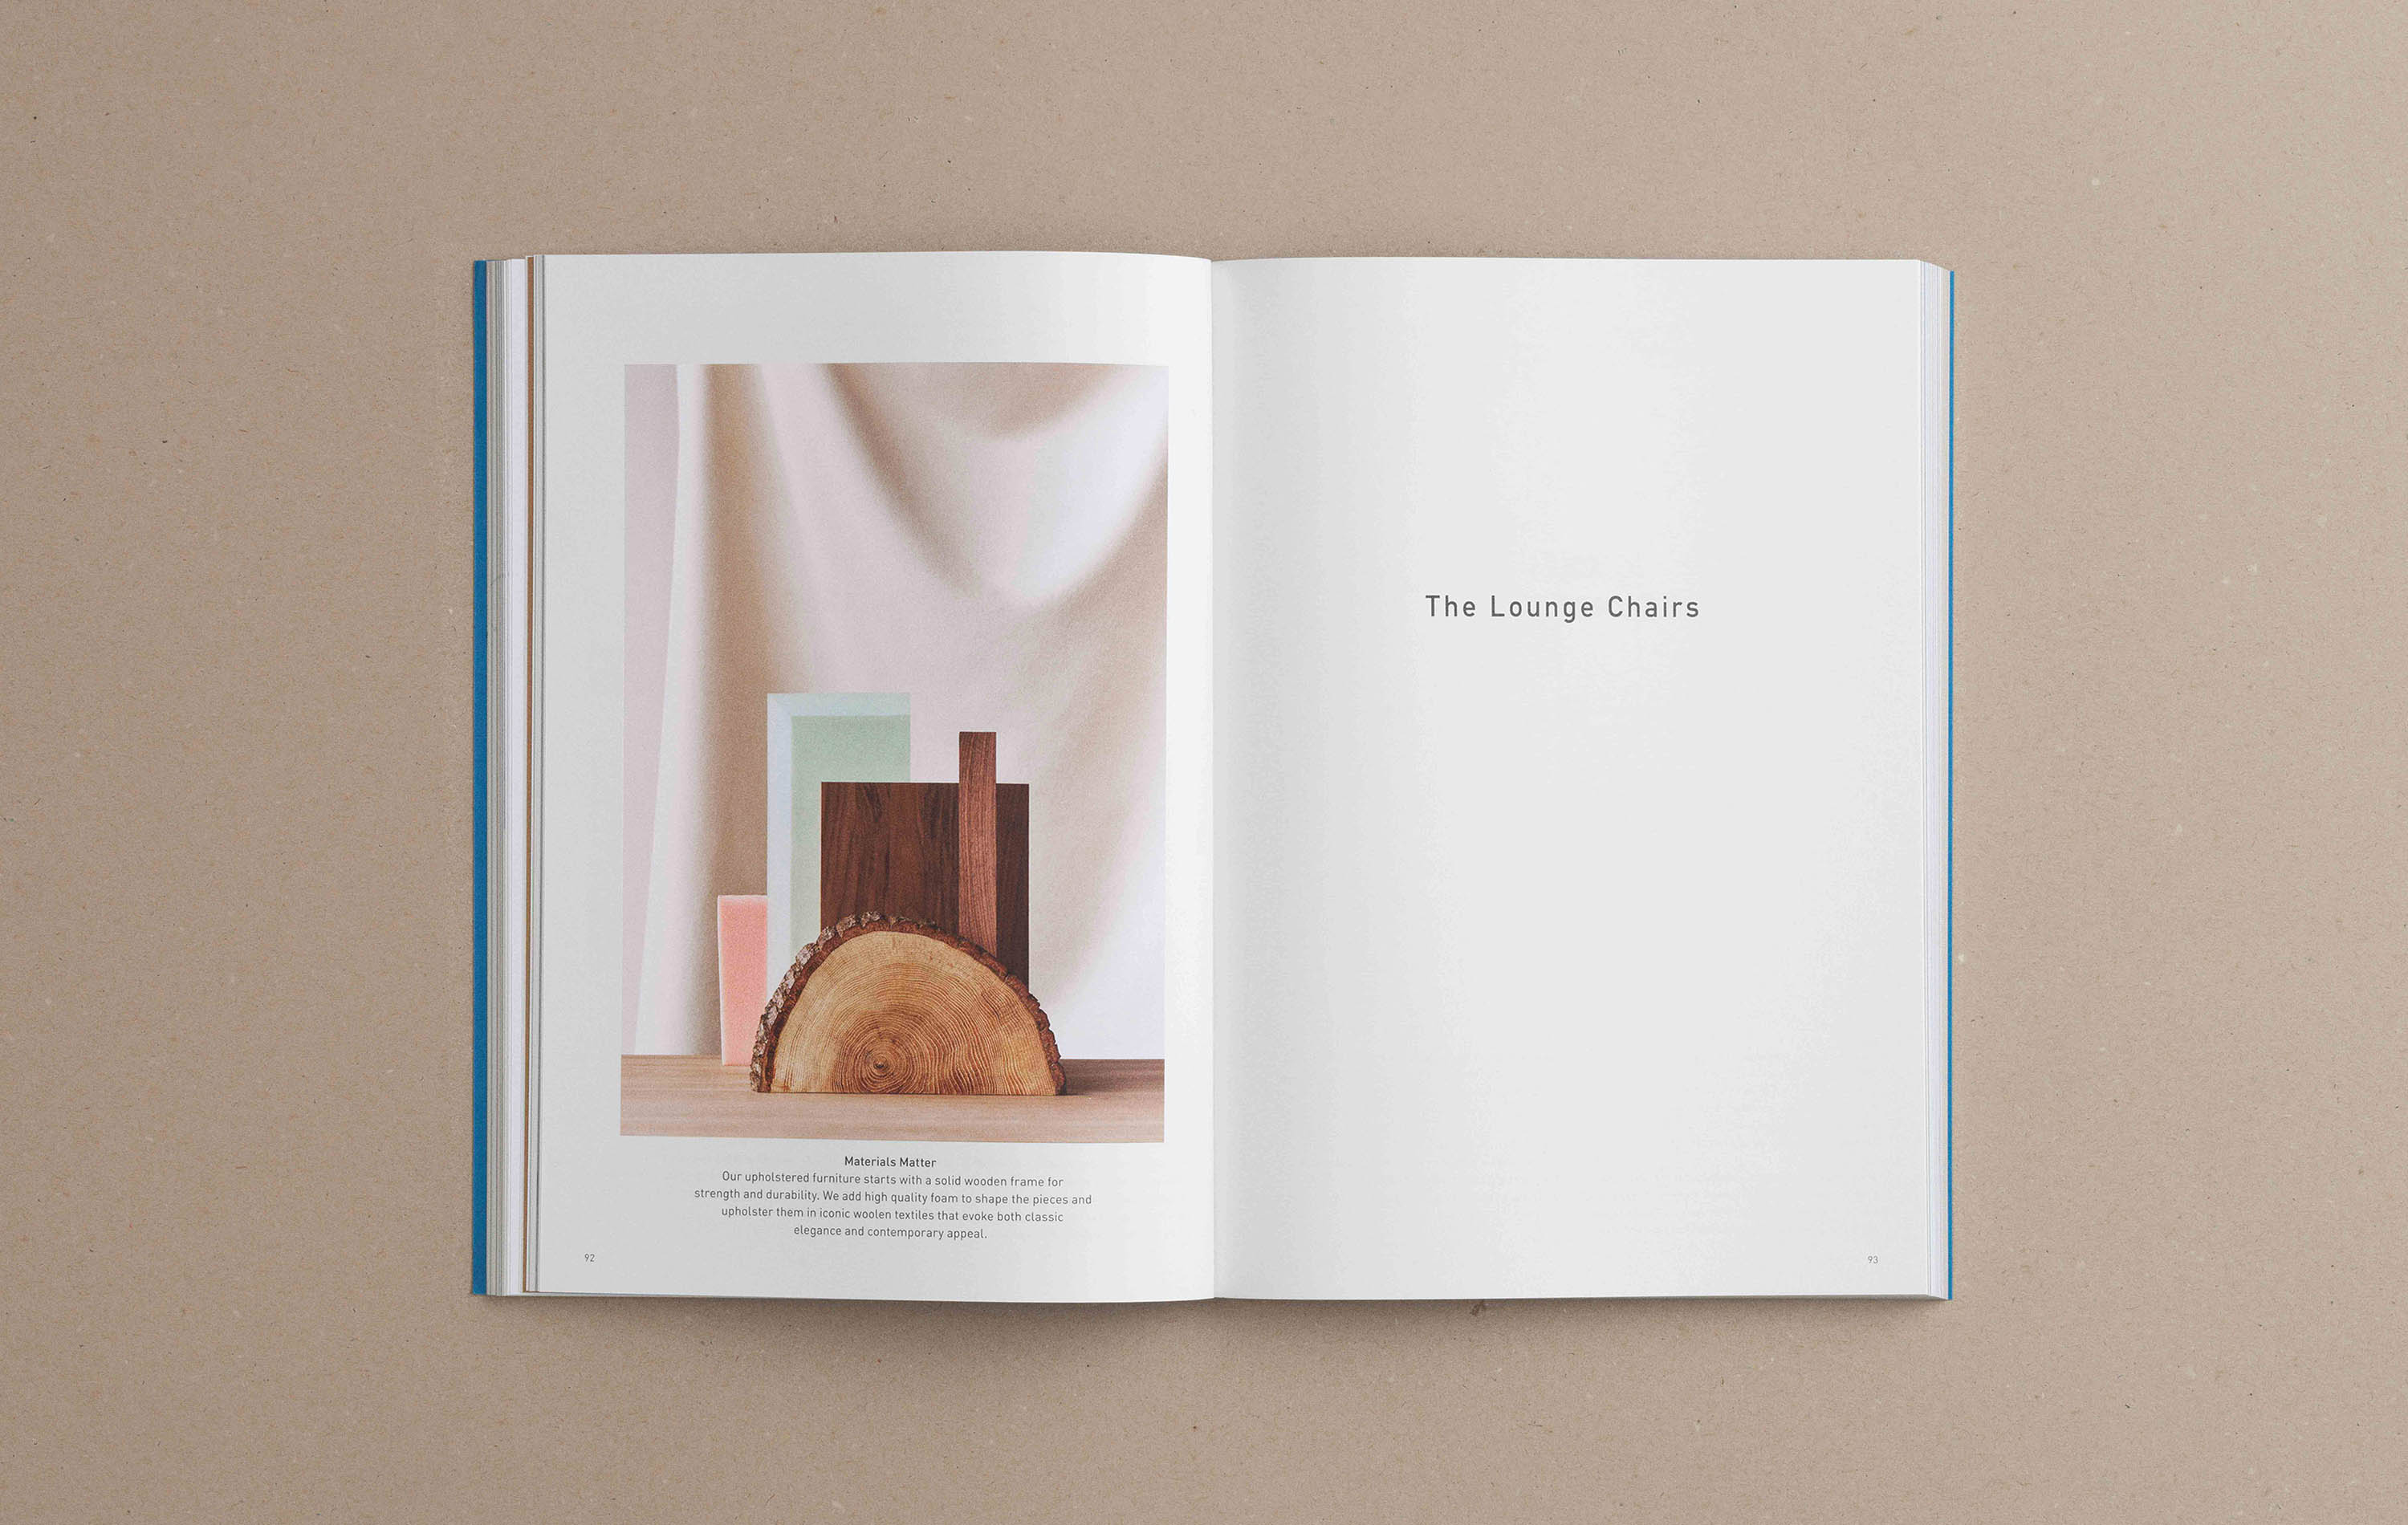 Materials Matter
Our upholstered furniture starts with a solid wooden frame for
strength and durability. We add high quality foam to shape the pieces and
upholster them in iconic woolen textiles that evoke both classic
elegance and contemporary appeal.
92
The Lounge Chairs
93